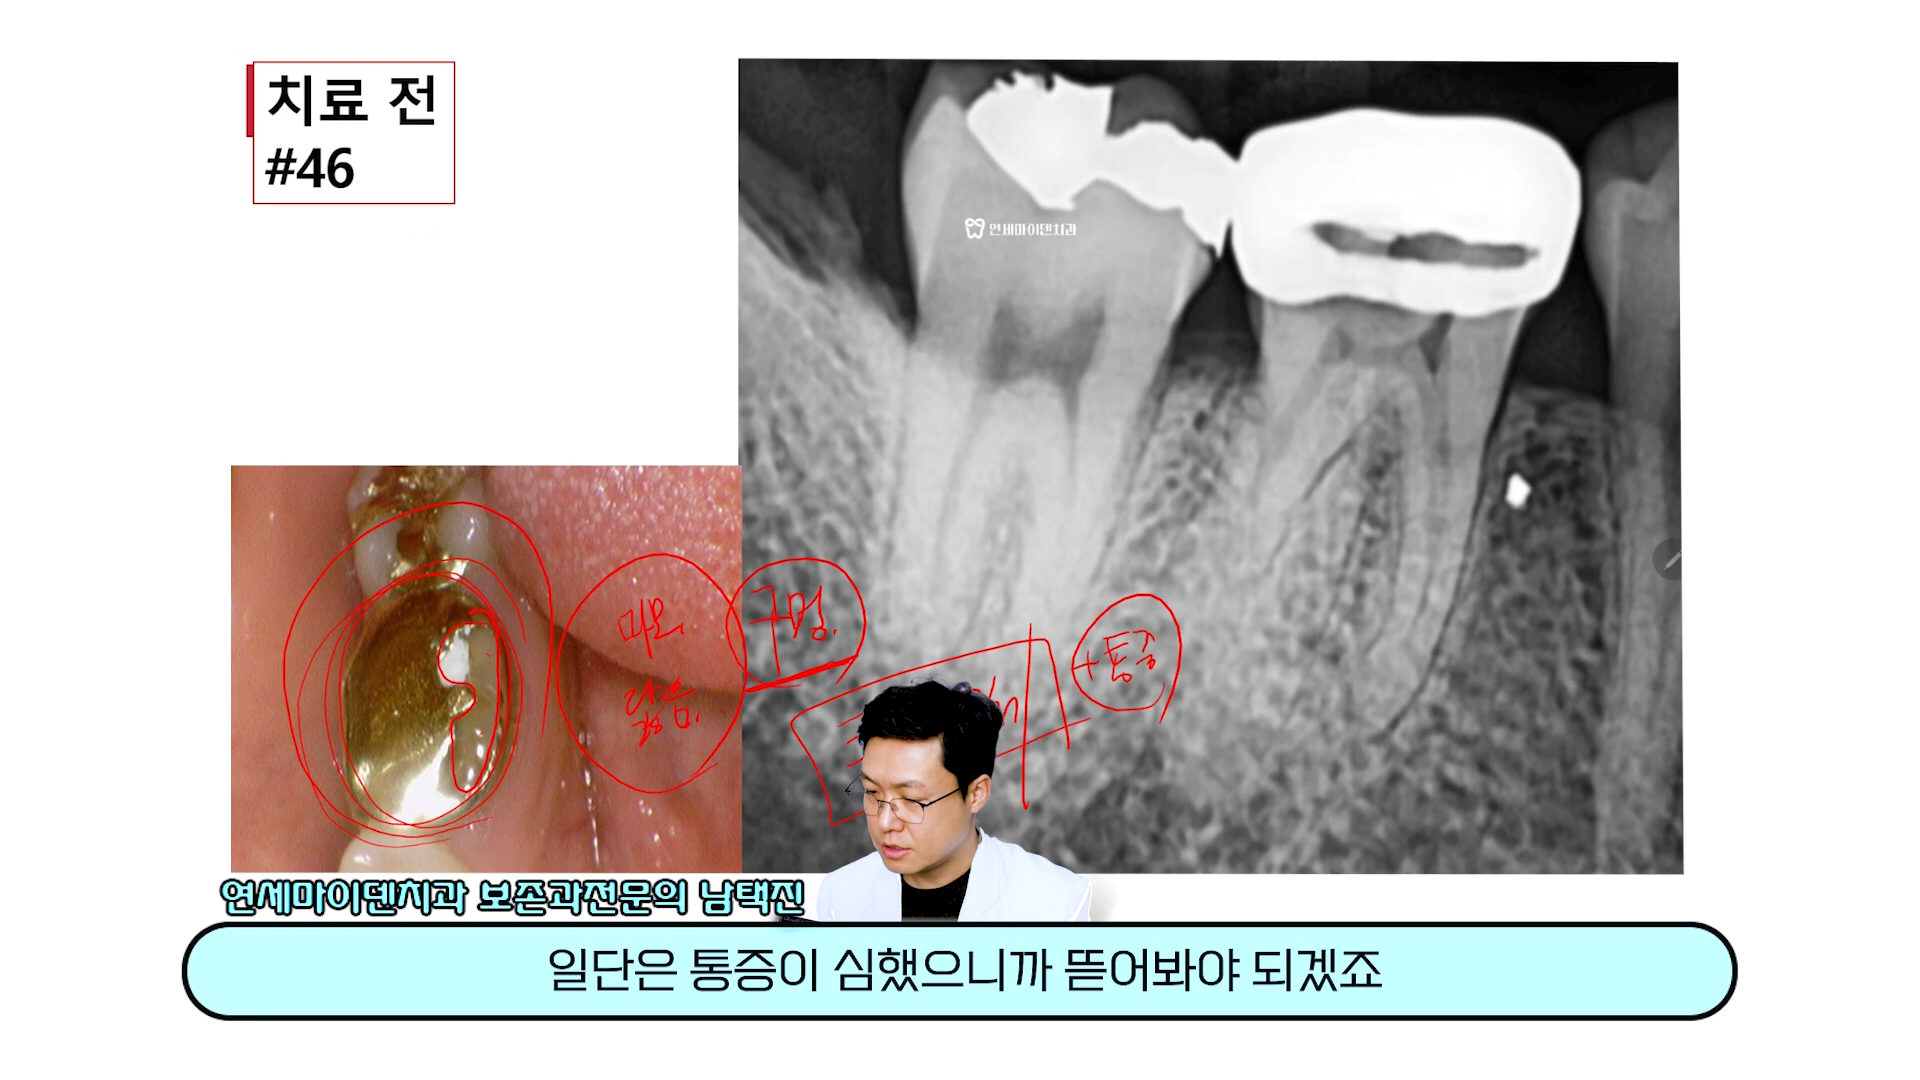 치료 전
#46
연세마이덴치과
마모.
닳음.
구멍.
+통증
연세마이덴치과 보존과전문의 남택진
일단은 통증이 심했으니까 뜯어봐야 되겠죠